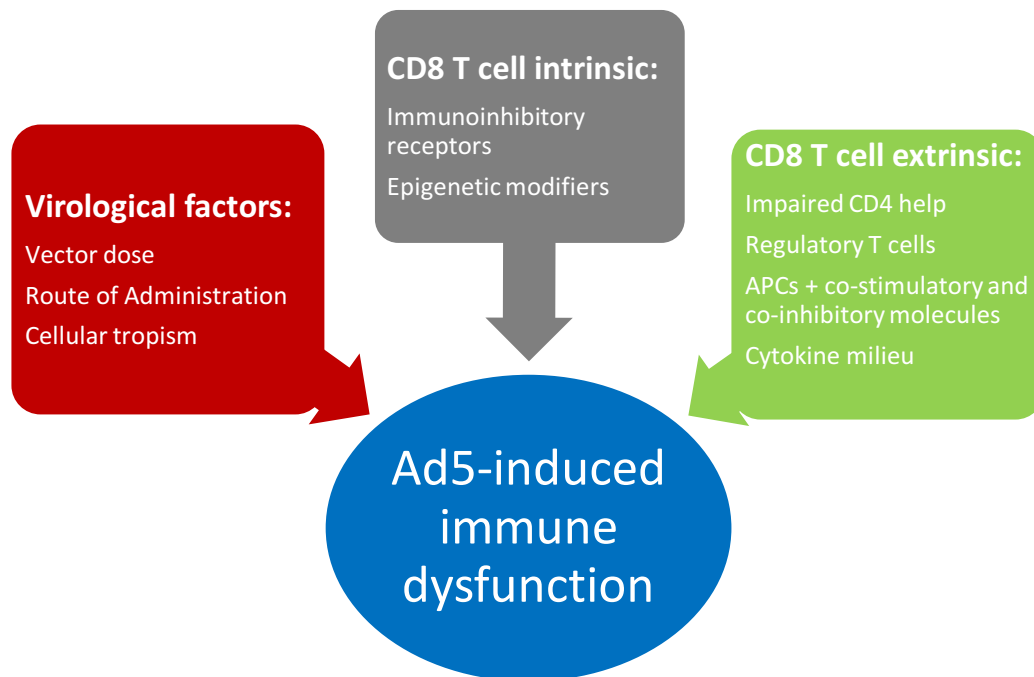 Virological factors:
Vector dose
Route of Administration
Cellular tropism
CD8 T cell intrinsic:
Immunoinhibitory
receptors
Epigenetic modifiers
CD8 T cell extrinsic:
Impaired CD4 help
Regulatory T cells
APCs + co-stimulatory and
co-inhibitory molecules
Cytokine milieu
Ad5-induced
immune
dysfunction